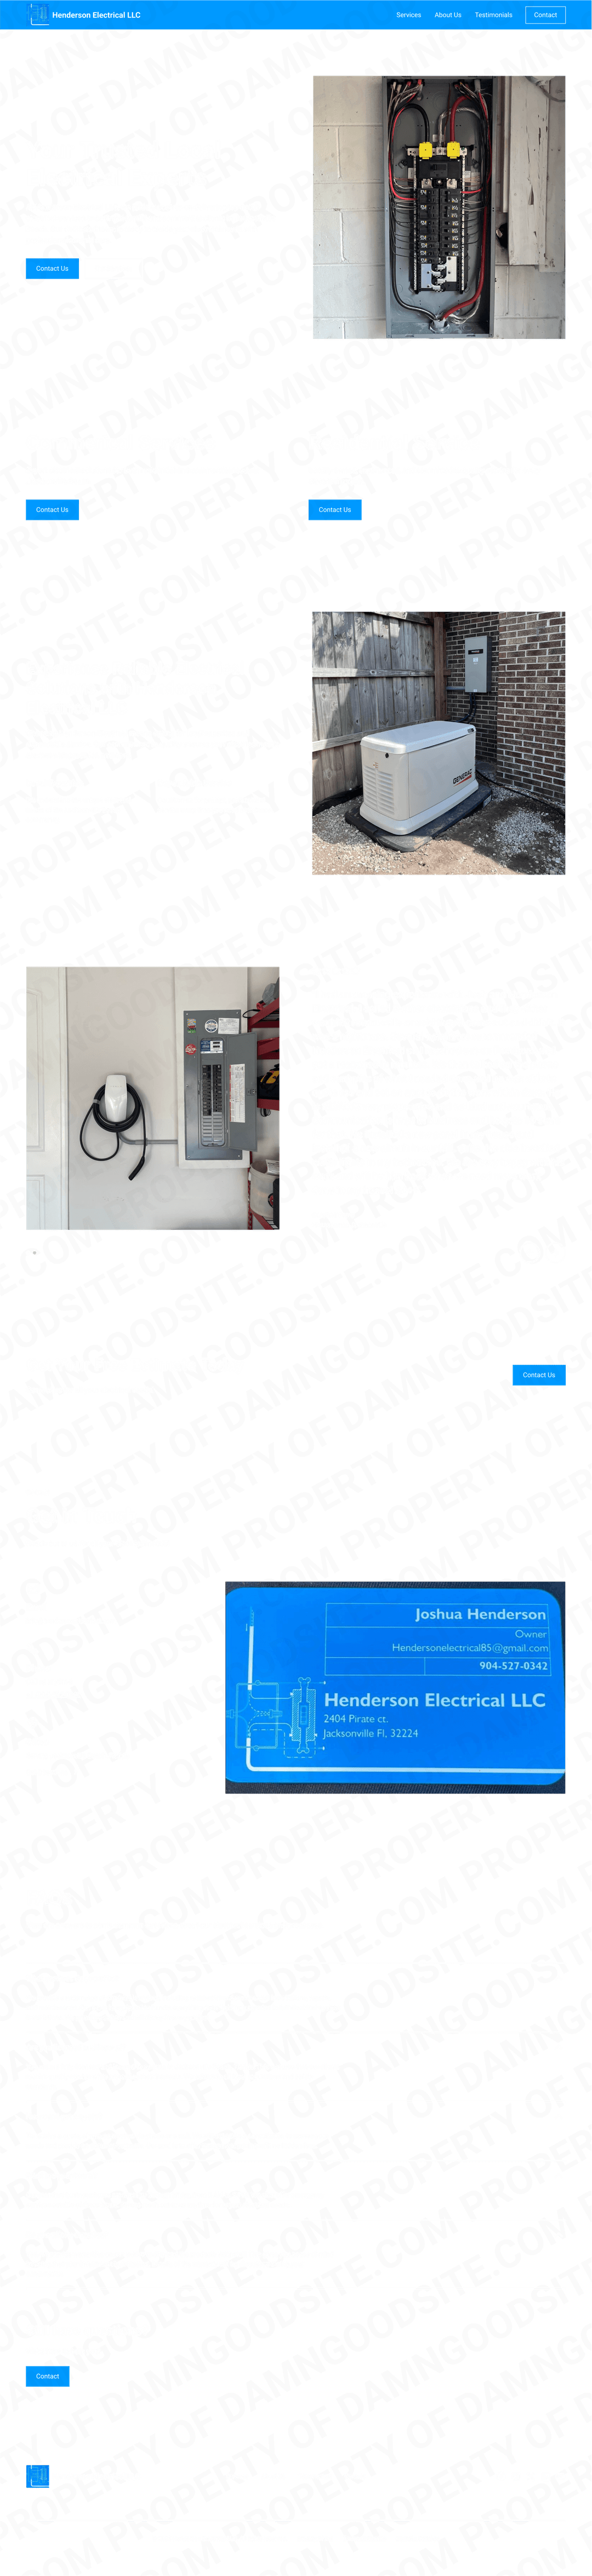 Henderson Electrical LLC
Services
About Us
Testimonials
Contact
Contact Us
Contact Us
Contact Us
GENERAC
Contact Us
Joshua Henderson
Owner
Hendersonelectrical85@gmail.com
904-527-0342
Henderson Electrical LLC
2404 Pirate ct.
Jacksonville Fl, 32224
Contact
PROPERTY OF DAMNGOODSITE.COM